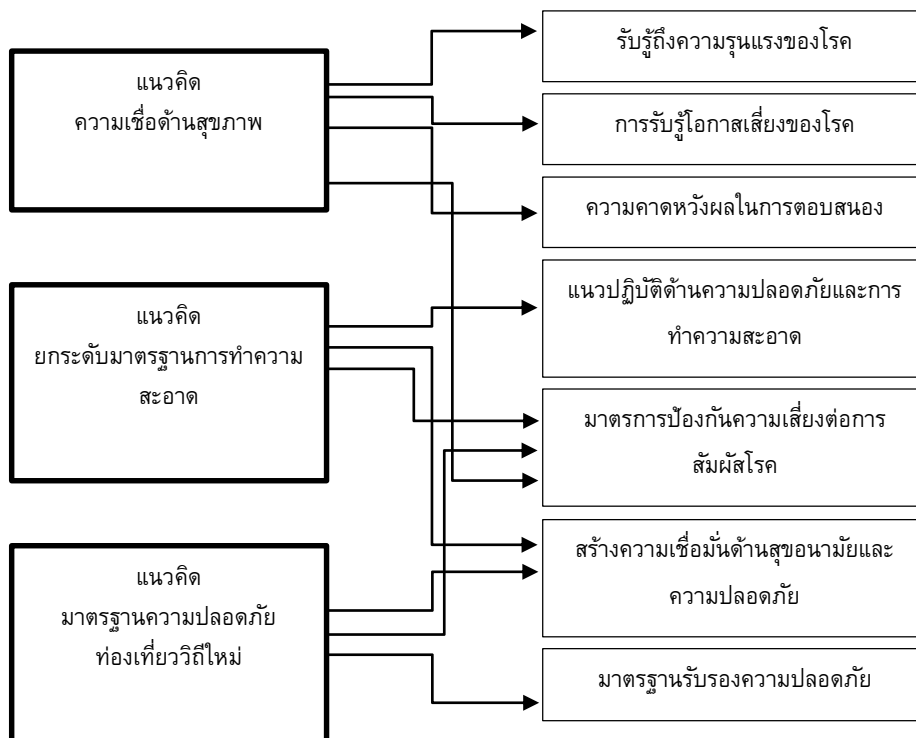 แนวคิด
ความเชื่อด้านสุขภาพ
แนวคิด
ยกระดับมาตรฐานการทำความ
สะอาด
แนวคิด
มาตรฐานความปลอดภัย
ท่องเที่ยววิถีใหม่
รับรู้ถึงความรุนแรงของโรค
การรับรู้โอกาสเสี่ยงของโรค
ความคาดหวังผลในการตอบสนอง
แนวปฏิบัติด้านความปลอดภัยและการ
ทำความสะอาด
มาตรการป้องกันความเสี่ยงต่อการ
สัมผัสโรค
สร้างความเชื่อมั่นด้านสุขอนามัยและ
ความปลอดภัย
มาตรฐานรับรองความปลอดภัย